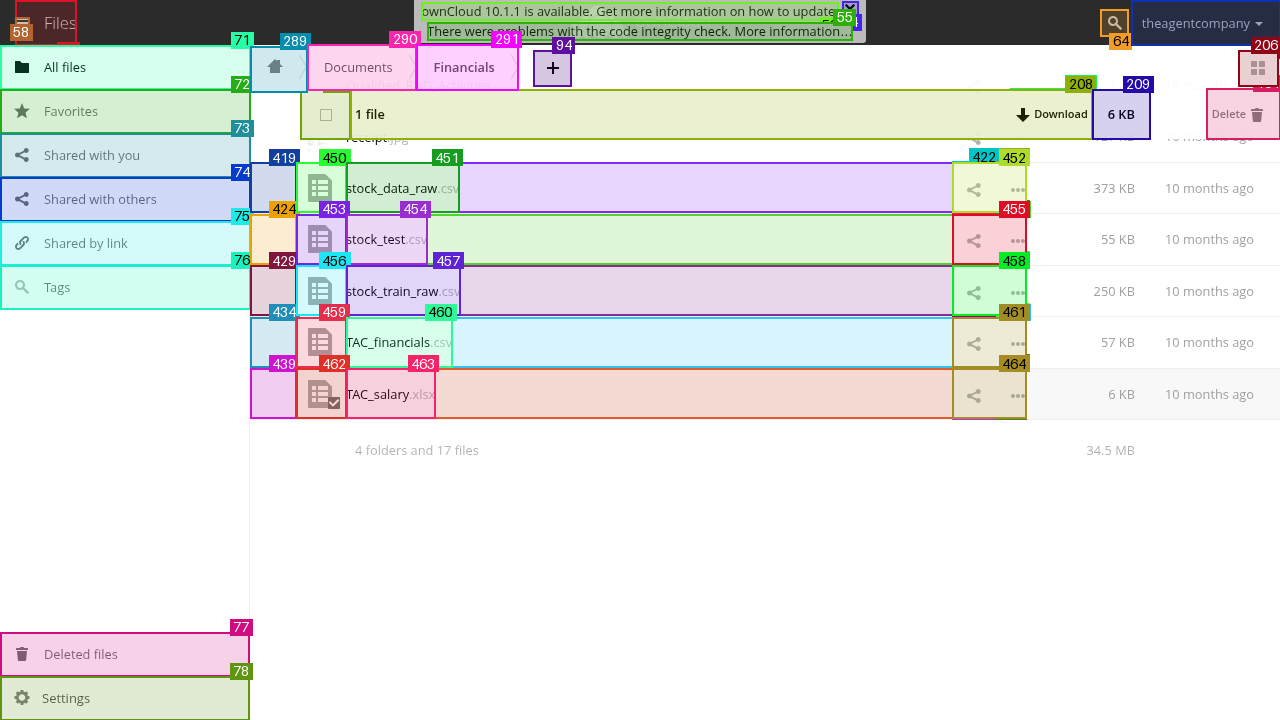 Files
58
ownCloud 10.1.1 is available. Get more information on how to update.
55
There were problems with the code integrity check. More information…
64
theagentcompany
71
All files
72
Favorites
73
Shared with you
74
Shared with others
75
Shared by link
76
Tags
77
Deleted files
78
Settings
289
290
Documents
291
Financials
94
+
206
208
209
1 file
Download
6 KB
Delete
receipt.jpg
419
450
451
422
452
stock_data_raw.csv
373 KB
10 months ago
424
453
454
455
stock_test.csv
55 KB
10 months ago
429
456
457
458
stock_train_raw.csv
250 KB
10 months ago
434
459
460
461
TAC_financials.csv
57 KB
10 months ago
439
462
463
464
TAC_salary.xlsx
6 KB
10 months ago
4 folders and 17 files
34.5 MB